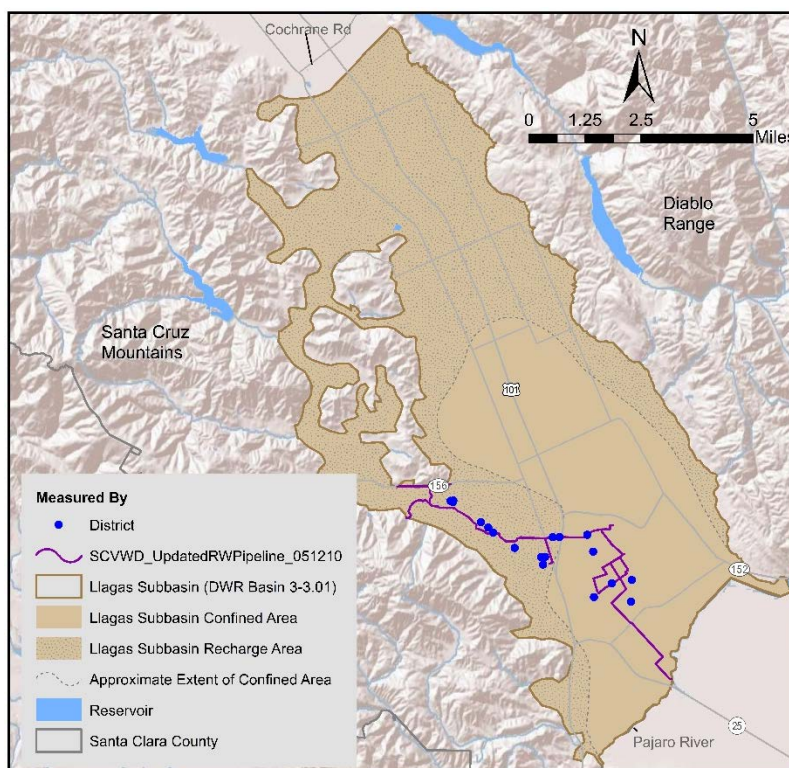 Cochrane Rd
N
0 1.25 2.5 5
Miles
Diablo
Range
Santa Cruz
Mountains
101
156
152
25
Pajaro River
Measured By
District
SCVWD_UpdatedRWPipeline_051210
Llagas Subbasin (DWR Basin 3-3.01)
Llagas Subbasin Confined Area
Llagas Subbasin Recharge Area
Approximate Extent of Confined Area
Reservoir
Santa Clara County